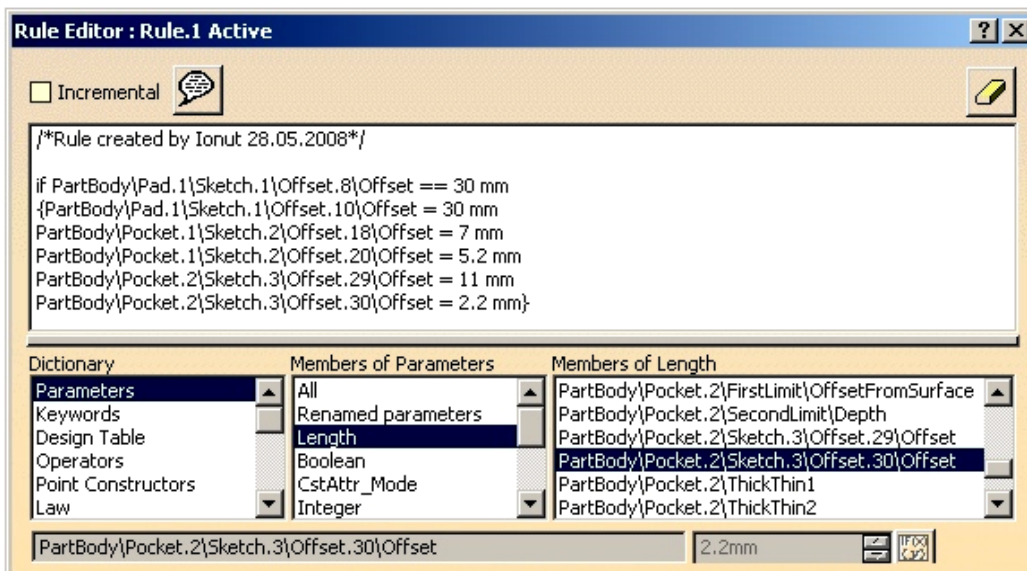 Rule Editor : Rule.1 Active
Incremental
/*Rule created by Ionut 28.05.2008*/
if PartBody\Pad.1\Sketch.1\Offset.8\Offset == 30 mm
{PartBody\Pad.1\Sketch.1\Offset.10\Offset = 30 mm
PartBody\Pocket.1\Sketch.2\Offset.18\Offset = 7 mm
PartBody\Pocket.1\Sketch.2\Offset.20\Offset = 5.2 mm
PartBody\Pocket.2\Sketch.3\Offset.29\Offset = 11 mm
PartBody\Pocket.2\Sketch.3\Offset.30\Offset = 2.2 mm}
Dictionary
Parameters
Keywords
Design Table
Operators
Point Constructors
Law
Members of Parameters
All
Renamed parameters
Length
Boolean
CstAttr_Mode
Integer
Members of Length
PartBody\Pocket.2\FirstLimit\OffsetFromSurface
PartBody\Pocket.2\SecondLimit\Depth
PartBody\Pocket.2\Sketch.3\Offset.29\Offset
PartBody\Pocket.2\Sketch.3\Offset.30\Offset
PartBody\Pocket.2\ThickThin1
PartBody\Pocket.2\ThickThin2
PartBody\Pocket.2\Sketch.3\Offset.30\Offset
2.2mm